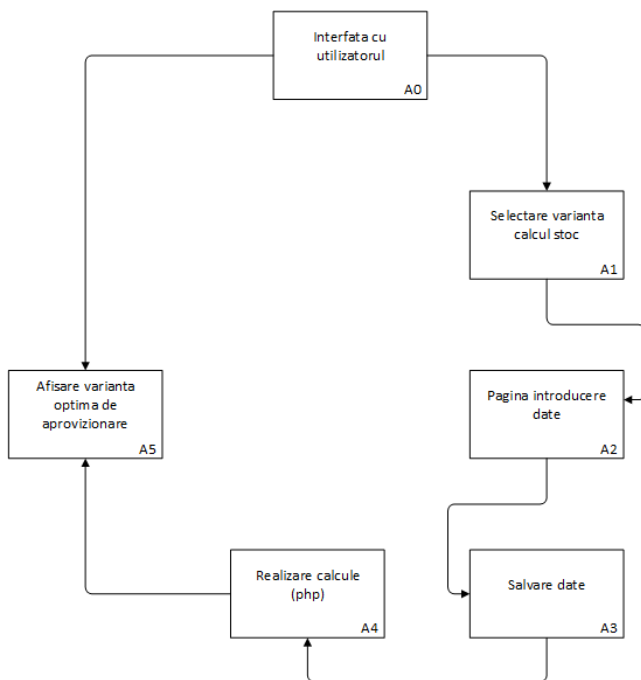 Interfata cu
utilizatorul
A0
Selectare varianta
calcul stoc
A1
Afisare varianta
optima de
aprovizionare
A5
Pagina introducere
date
A2
Realizare calcule
(php)
A4
Salvare date
A3